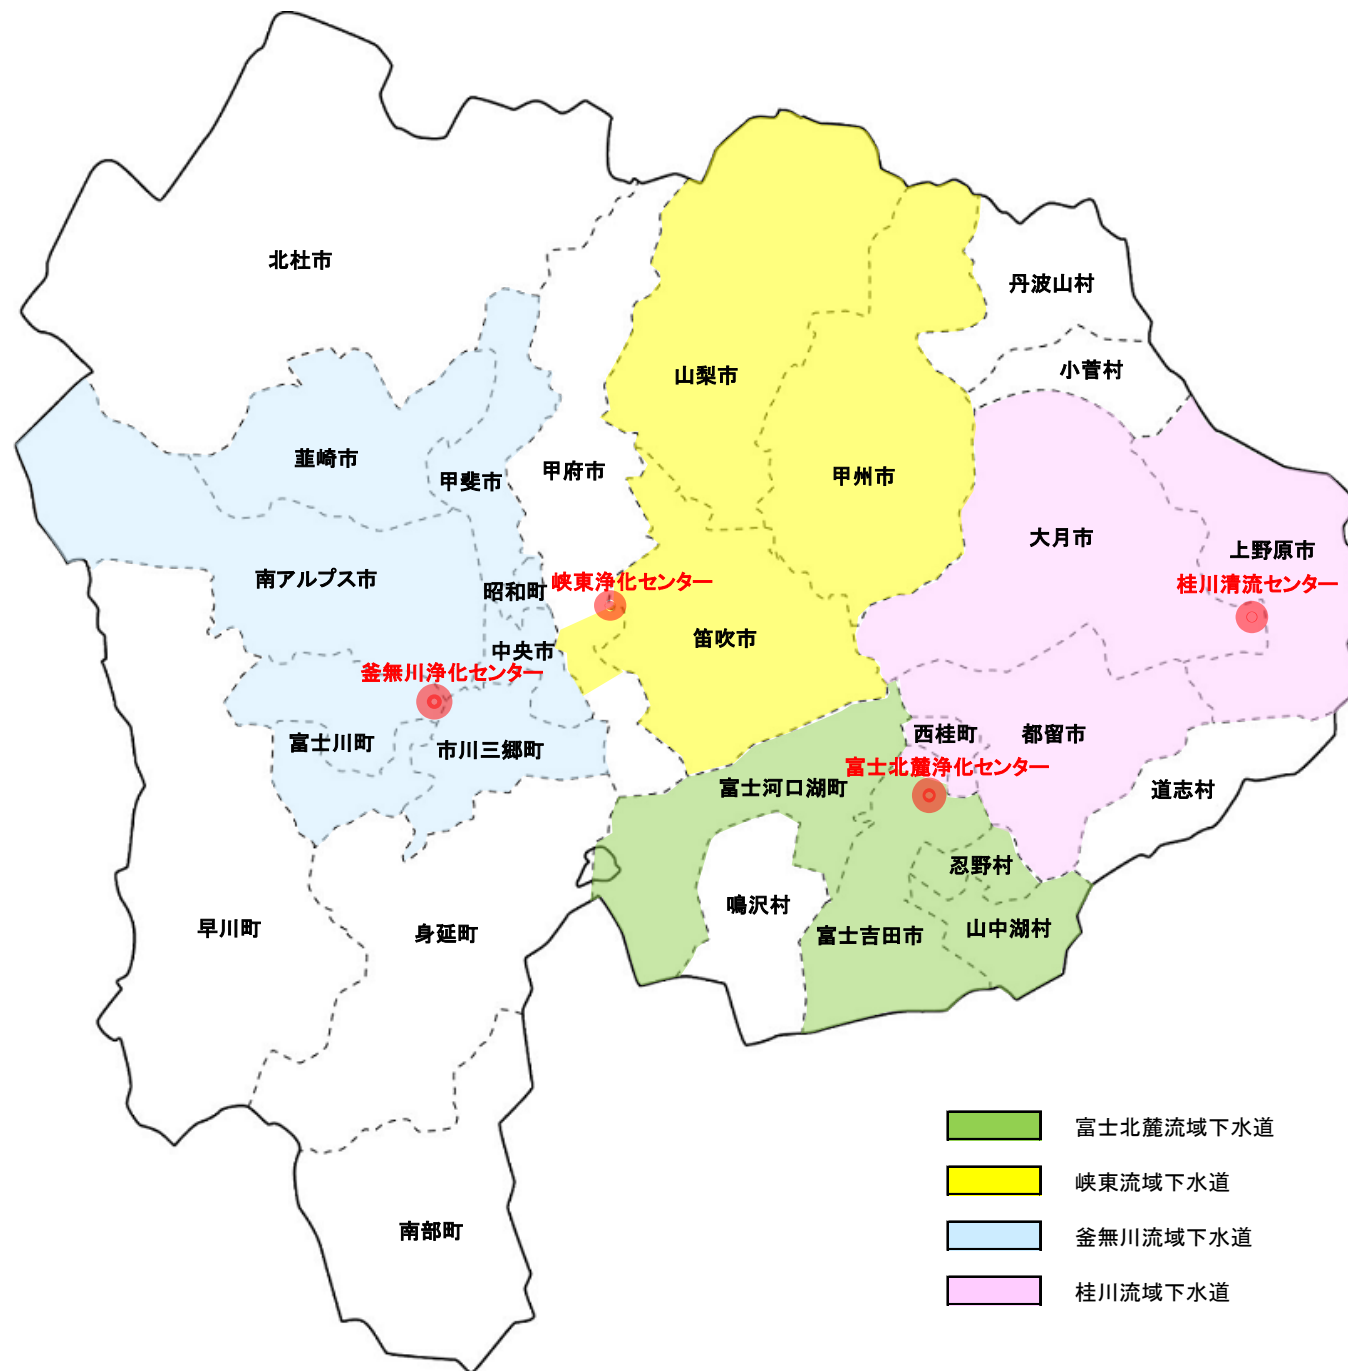 北杜市
丹波山村
小菅村
山梨市
韮崎市
甲斐市
甲府市
甲州市
大月市
上野原市
南アルプス市
昭和町
峡東浄化センター
桂川清流センター
中央市
笛吹市
釜無川浄化センター
富士川町
市川三郷町
西桂町
都留市
富士北麓浄化センター
富士河口湖町
道志村
忍野村
鳴沢村
早川町
身延町
富士吉田市
山中湖村
南部町
富士北麓流域下水道
峡東流域下水道
釜無川流域下水道
桂川流域下水道